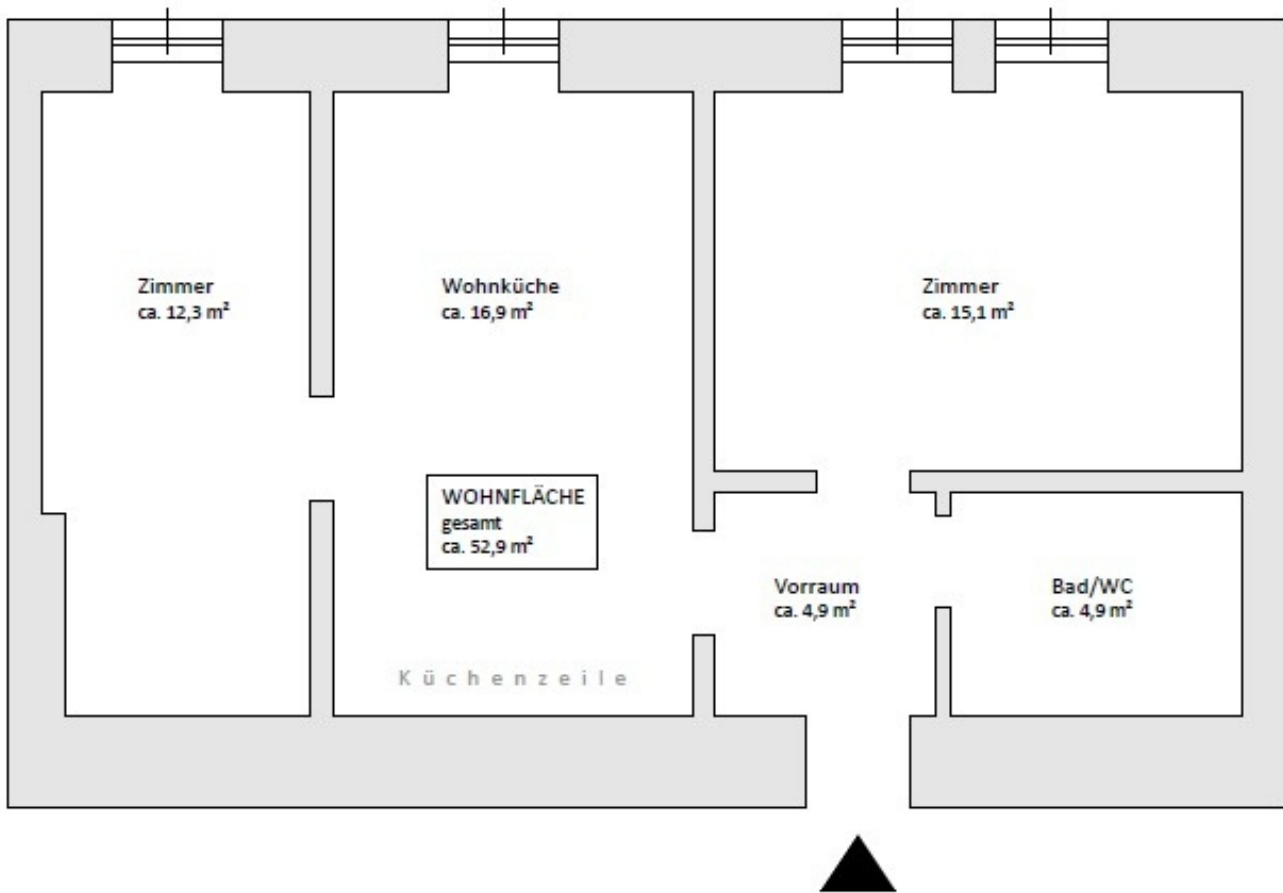 Zimmer
ca. 12,3 m²
Wohnküche
ca. 16,9 m²
Zimmer
ca. 15,1 m²
WOHNFLÄCHE
gesamt
ca. 52,9 m²
Vorraum
ca. 4,9 m²
Bad/WC
ca. 4,9 m²
Küchenzeile